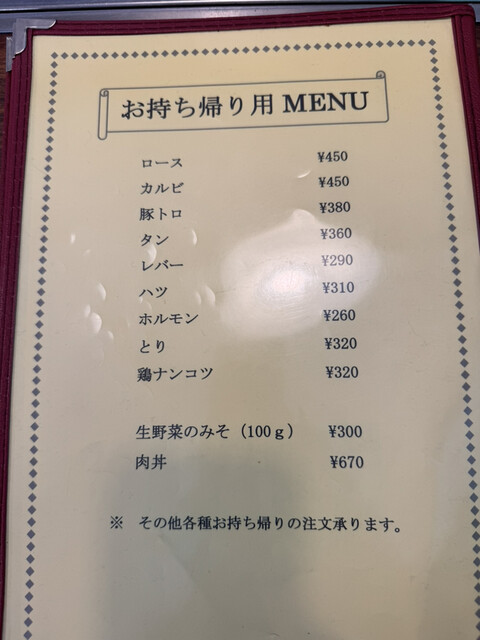 お持ち帰り用 MENU
ロース ¥450
カルビ ¥450
豚トロ ¥380
タン ¥360
レバー ¥290
ハツ ¥310
ホルモン ¥260
とり ¥320
鶏ナンコツ ¥320
生野菜のみそ（100ｇ） ¥300
肉丼 ¥670
※ その他各種お持ち帰りの注文承ります。